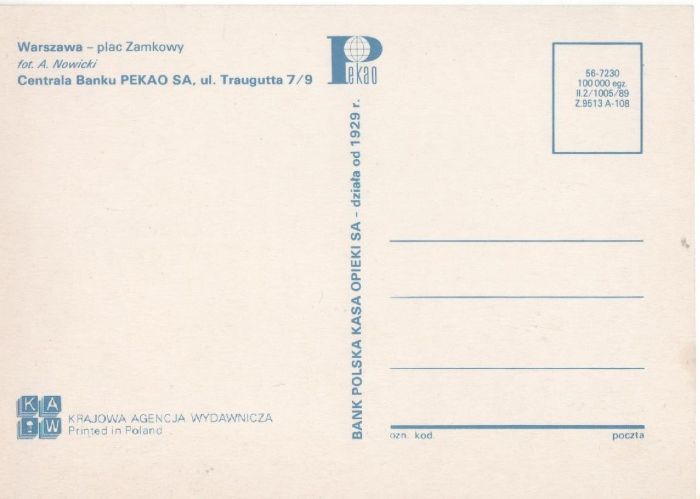 Warszawa – plac Zamkowy
fot. A. Nowicki
Centrala Banku PEKAO SA, ul. Traugutta 7/9
Pekao
56-7230
100 000 egz.
II.2/1005/89
Z.9513 A-108
BANK POLSKA KASA OPIEKI SA - działa od 1929 r.
KAW
KRAJOWA AGENCJA WYDAWNICZA
Printed in Poland
ozn. kod. poczta